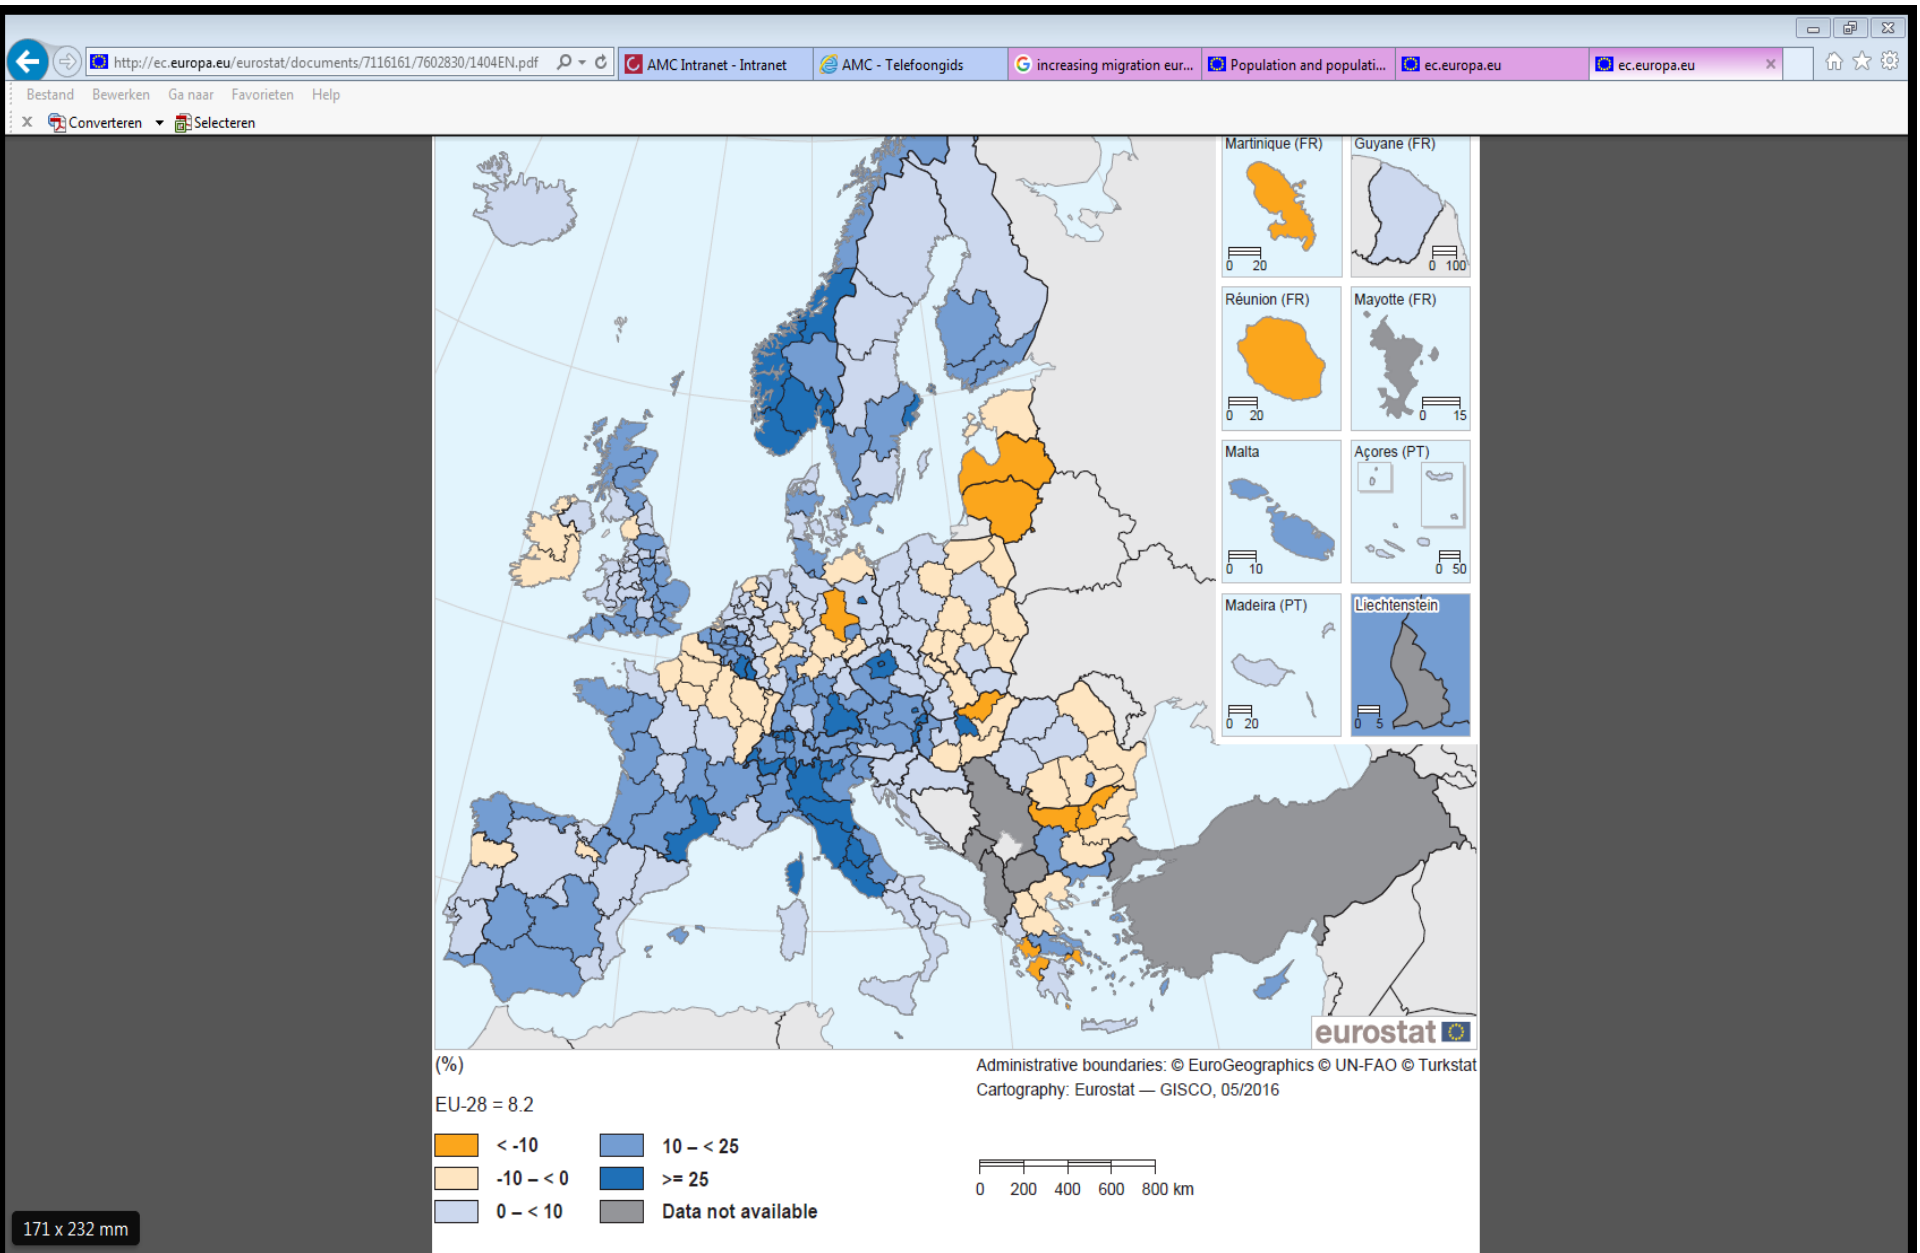 http://ec.europa.eu/eurostat/documents/7116161/7602830/1404EN.pdf
AMC Intranet - Intranet
AMC - Telefoongids
increasing migration eur...
Population and populati...
ec.europa.eu
ec.europa.eu
Bestand Bewerken Ga naar Favorieten Help
x Converteren Selecteren
Martinique (FR)
0 20
Guyane (FR)
0 100
Réunion (FR)
0 20
Mayotte (FR)
0 15
Malta
0 10
Açores (PT)
0 50
Madeira (PT)
0 20
Liechtenstein
0 5
eurostat
(%)
Administrative boundaries: © EuroGeographics © UN-FAO © Turkstat
Cartography: Eurostat — GISCO, 05/2016
EU-28 = 8.2
< -10
-10 – < 0
0 – < 10
10 – < 25
>= 25
Data not available
0 200 400 600 800 km
171 x 232 mm